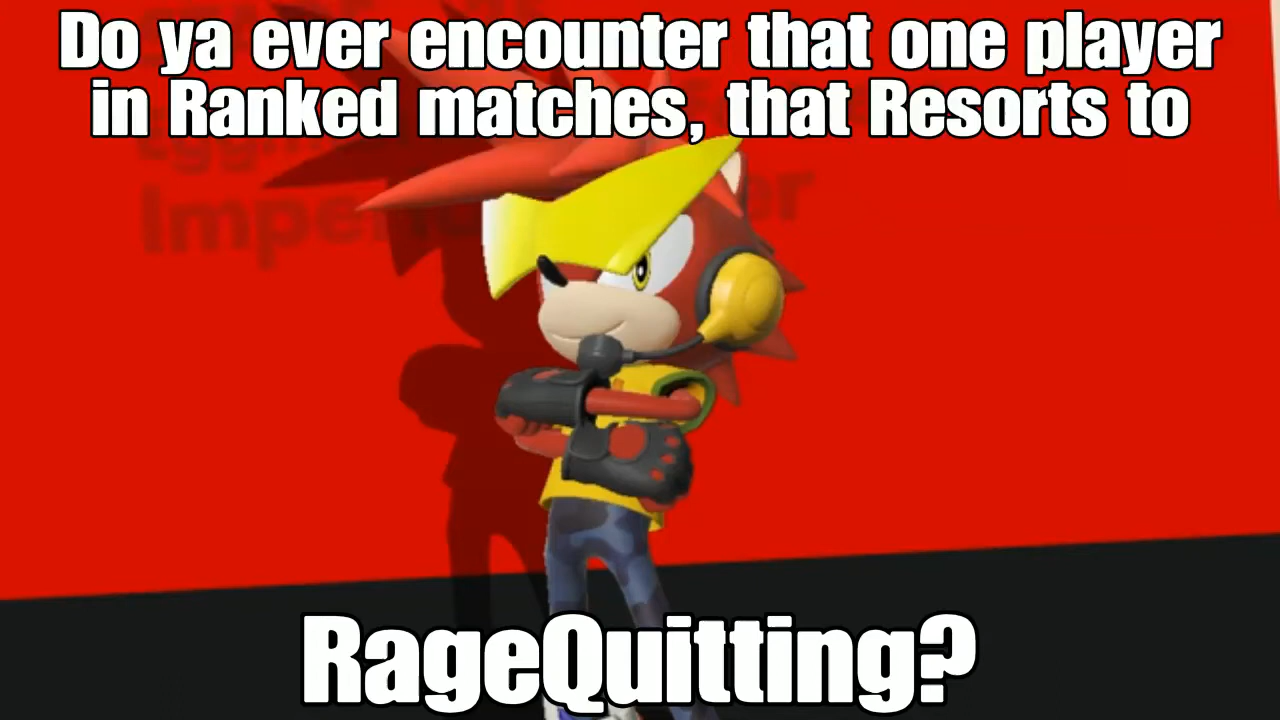 Do ya ever encounter that one player
in Ranked matches, that Resorts to
RageQuitting?